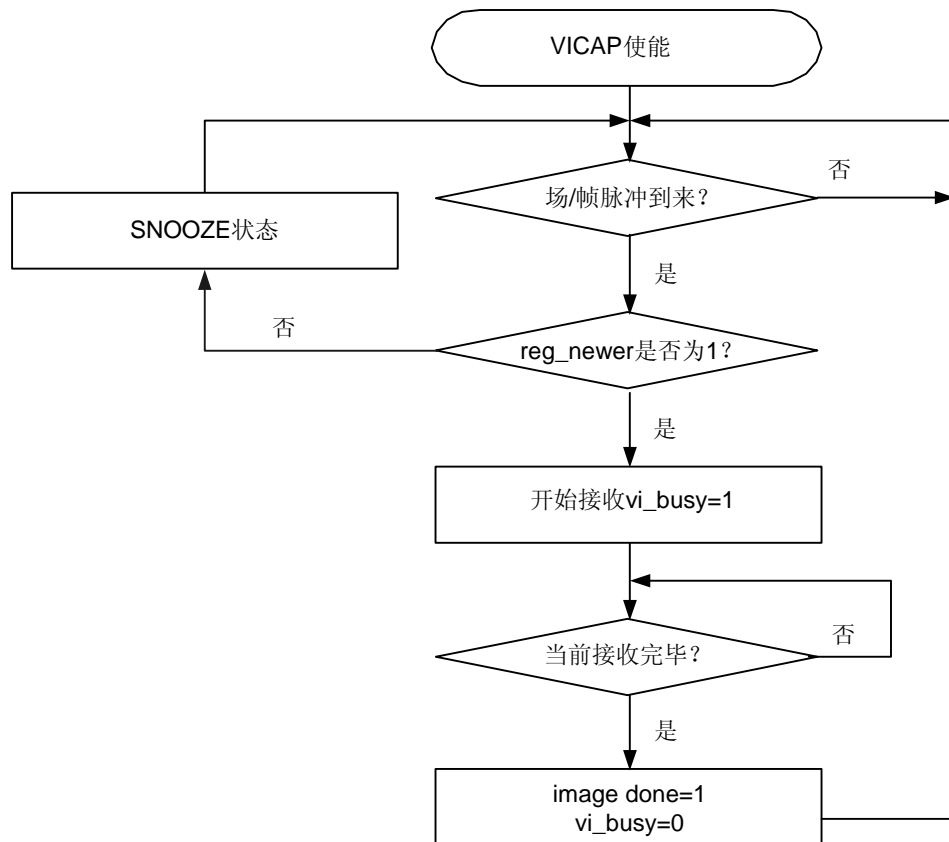 VICAP使能
场/帧脉冲到来？
否
SNOOZE状态
是
否
reg_newer是否为1？
是
开始接收vi_busy=1
当前接收完毕？
否
是
image done=1
vi_busy=0